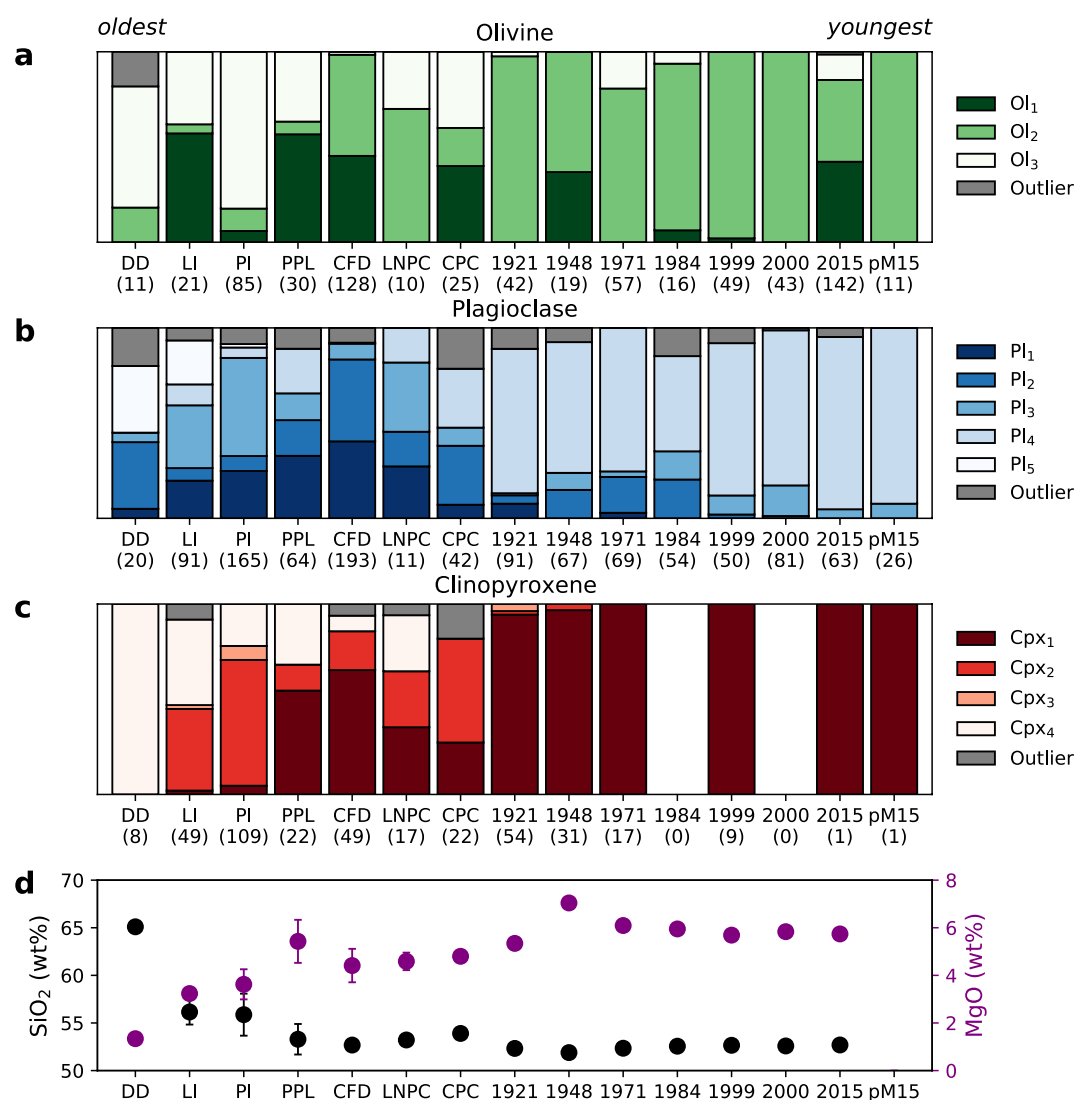 oldest
youngest
a
Olivine
Ol₁
Ol₂
Ol₃
Outlier
DD LI PI PPL CFD LNPC CPC 1921 1948 1971 1984 1999 2000 2015 pM15
(11) (21) (85) (30) (128) (10) (25) (42) (19) (57) (16) (49) (43) (142) (11)
b
Plagioclase
Pl₁
Pl₂
Pl₃
Pl₄
Pl₅
Outlier
DD LI PI PPL CFD LNPC CPC 1921 1948 1971 1984 1999 2000 2015 pM15
(20) (91) (165) (64) (193) (11) (42) (91) (67) (69) (54) (50) (81) (63) (26)
c
Clinopyroxene
Cpx₁
Cpx₂
Cpx₃
Cpx₄
Outlier
DD LI PI PPL CFD LNPC CPC 1921 1948 1971 1984 1999 2000 2015 pM15
(8) (49) (109) (22) (49) (17) (22) (54) (31) (17) (0) (9) (0) (1) (1)
d
SiO₂ (wt%)
70
65
60
55
50
8
6
4
2
0
MgO (wt%)
DD LI PI PPL CFD LNPC CPC 1921 1948 1971 1984 1999 2000 2015 pM15